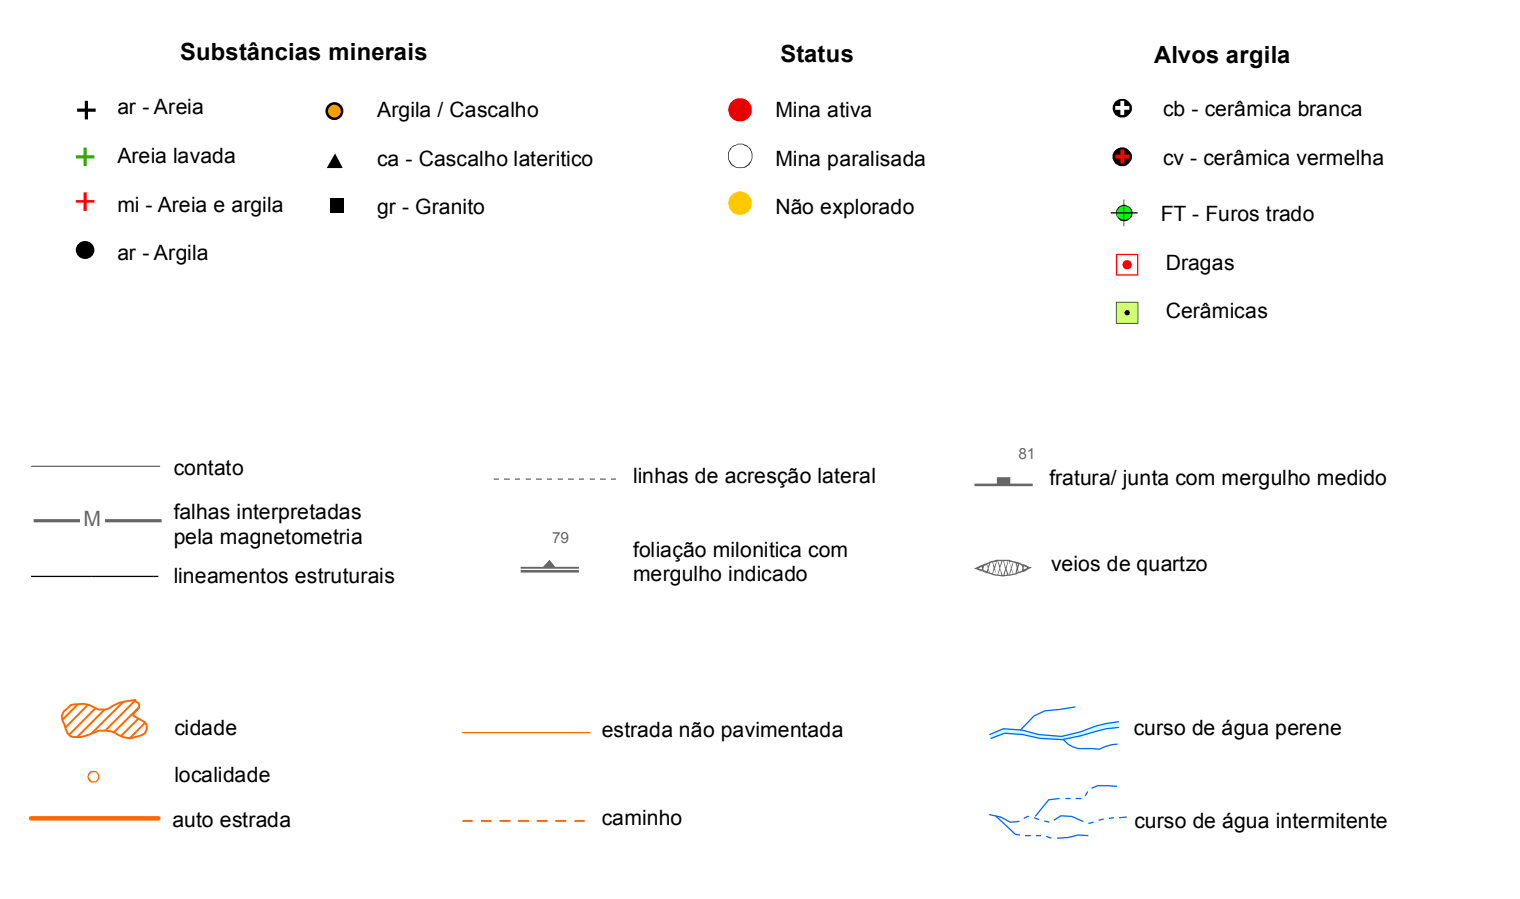 Substâncias minerais
ar - Areia
Areia lavada
mi - Areia e argila
ar - Argila
Argila / Cascalho
ca - Cascalho lateritico
gr - Granito
Status
Mina ativa
Mina paralisada
Não explorado
Alvos argila
cb - cerâmica branca
cv - cerâmica vermelha
FT - Furos trado
Dragas
Cerâmicas
contato
M
falhas interpretadas
pela magnetometria
lineamentos estruturais
linhas de acresção lateral
79
foliação milonitica com
mergulho indicado
81
fratura/ junta com mergulho medido
veios de quartzo
cidade
localidade
auto estrada
estrada não pavimentada
caminho
curso de água perene
curso de água intermitente